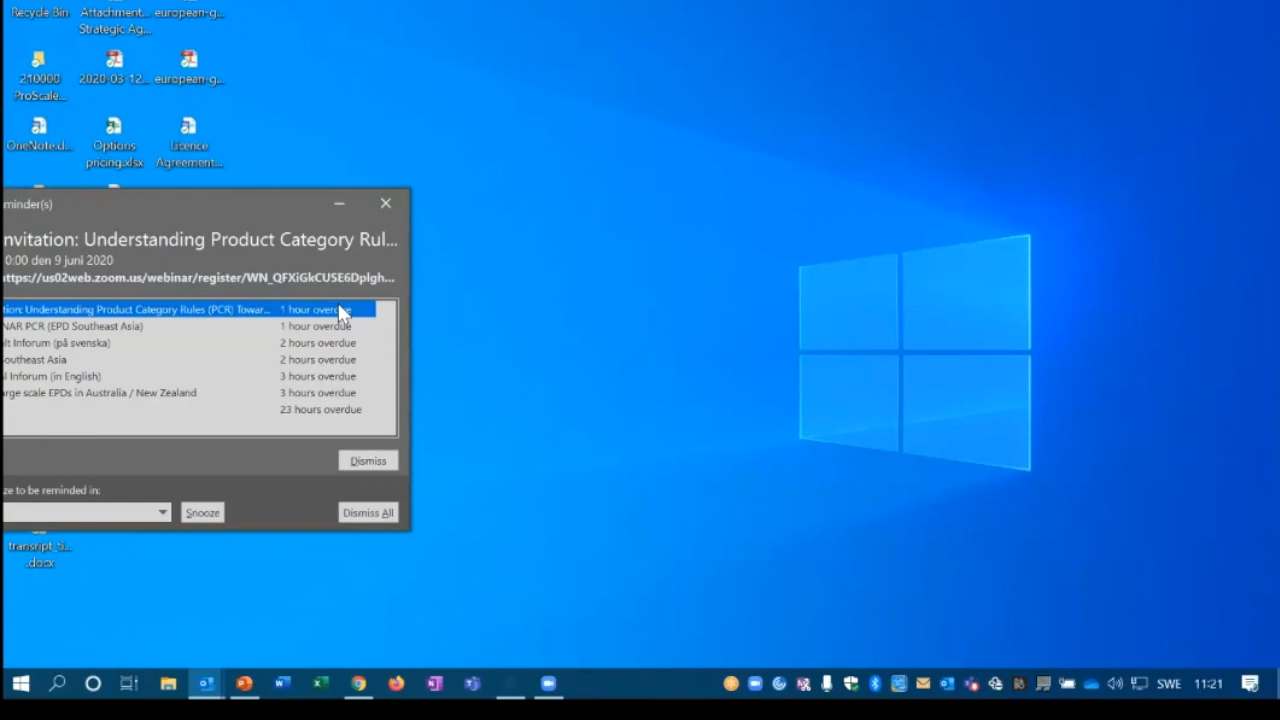 Recycle Bin
Attachment...
Strategic Ag...
european-g...
210000
ProScale...
2020-03-12...
european-g...
OneNote.d...
Options
pricing.xlsx
Licence
Agreement...
minder(s)
nvitation: Understanding Product Category Rul...
0:00 den 9 juni 2020
https://us02web.zoom.us/webinar/register/WN_QFXiGkCUSE6Dplgh...
tion: Understanding Product Category Rules (PCR) Towar... 1 hour overdue
NAR PCR (EPD Southeast Asia) 1 hour overdue
lt Inforum (på svenska) 2 hours overdue
Southeast Asia 2 hours overdue
l Inforum (in English) 3 hours overdue
arge scale EPDs in Australia / New Zealand 3 hours overdue
23 hours overdue
Dismiss
ze to be reminded in:
Snooze
Dismiss All
transript_ti...
.docx
SWE 11:21